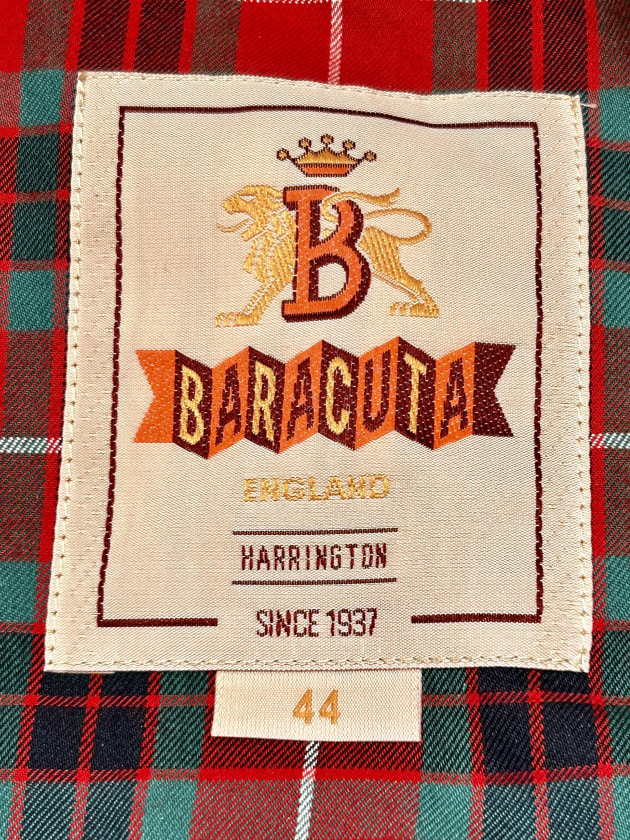 B
BARACUTA
ENGLAND
HARRINGTON
SINCE 1937
44